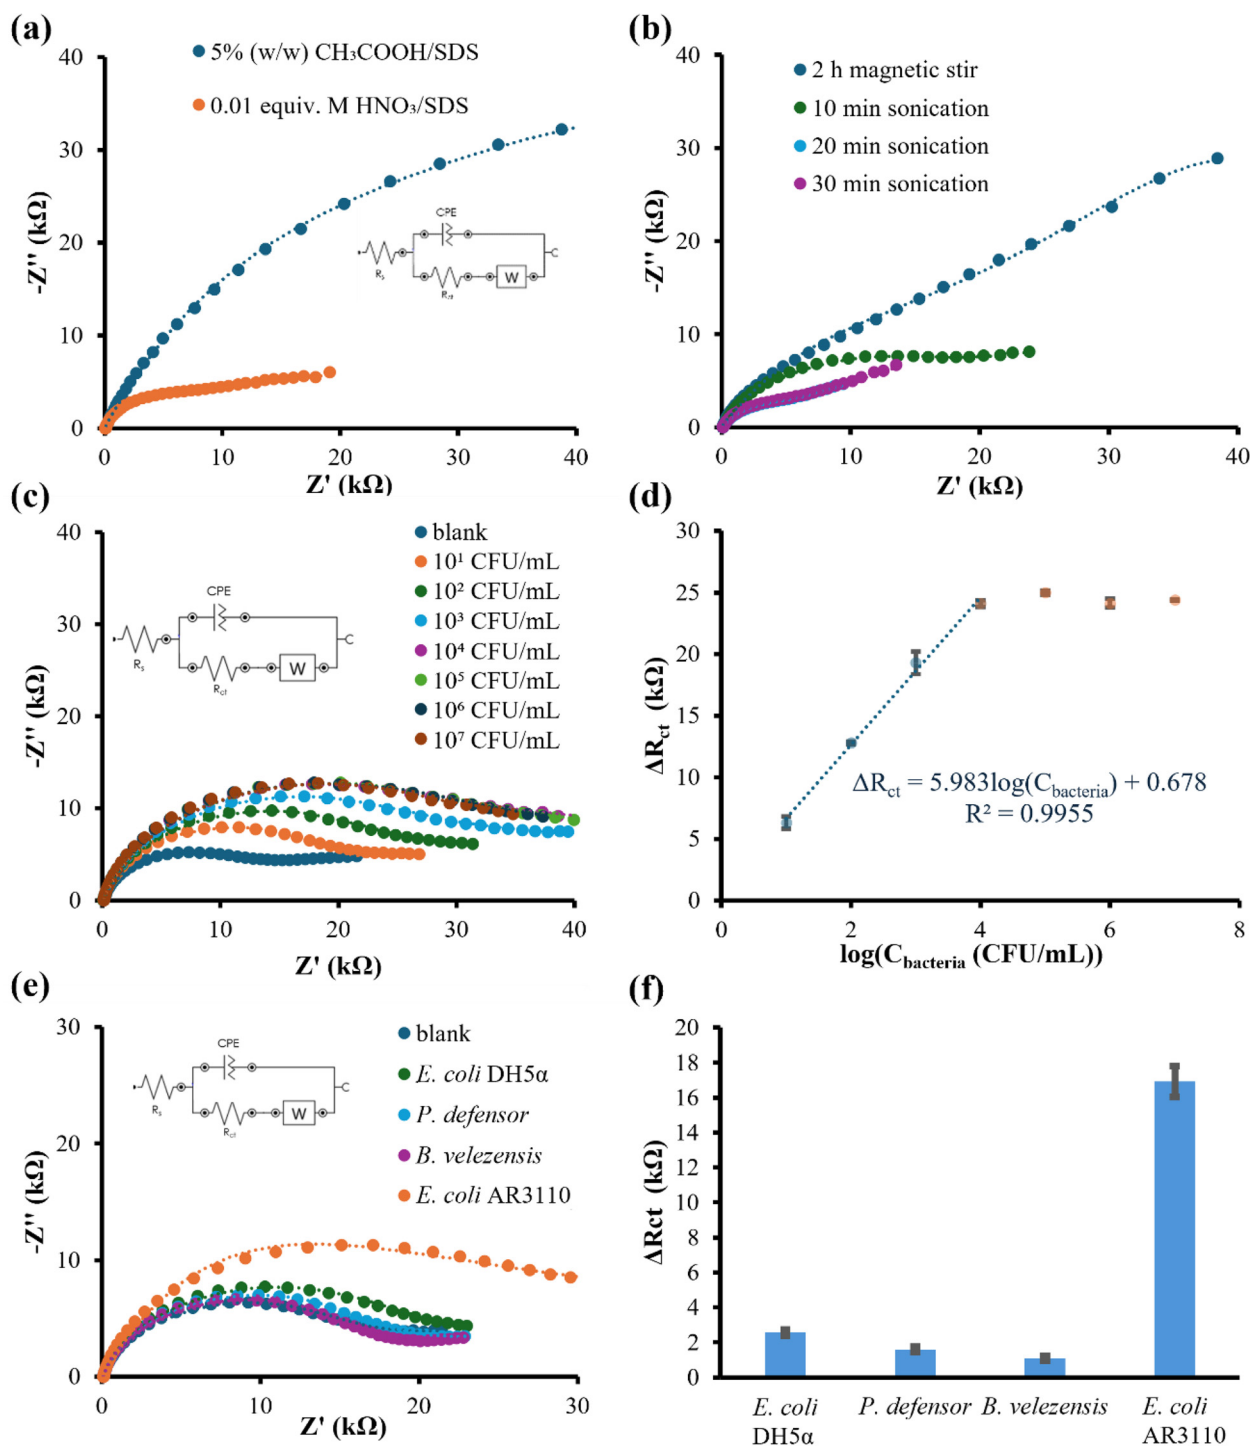 (a)
5% (w/w) CH₃COOH/SDS
0.01 equiv. M HNO₃/SDS
-Z'' (kΩ)
40
30
20
10
0
CPE
Rs
Rct
W
0 10 20 30 40
Z' (kΩ)
(b)
2 h magnetic stir
10 min sonication
20 min sonication
30 min sonication
-Z'' (kΩ)
40
30
20
10
0
0 10 20 30 40
Z' (kΩ)
(c)
blank
10¹ CFU/mL
10² CFU/mL
10³ CFU/mL
10⁴ CFU/mL
10⁵ CFU/mL
10⁶ CFU/mL
10⁷ CFU/mL
-Z'' (kΩ)
40
30
20
10
0
CPE
Rs
Rct
W
0 10 20 30 40
Z' (kΩ)
(d)
ΔRct (kΩ)
30
25
20
15
10
5
0
ΔRct = 5.983log(Cbacteria) + 0.678
R² = 0.9955
0 2 4 6 8
log(Cbacteria (CFU/mL))
(e)
blank
E. coli DH5α
P. defensor
B. velezensis
E. coli AR3110
-Z'' (kΩ)
30
20
10
0
CPE
Rs
Rct
W
0 10 20 30
Z' (kΩ)
(f)
ΔRct (kΩ)
20
18
16
14
12
10
8
6
4
2
0
E. coli P. defensor B. velezensis E. coli
DH5α AR3110